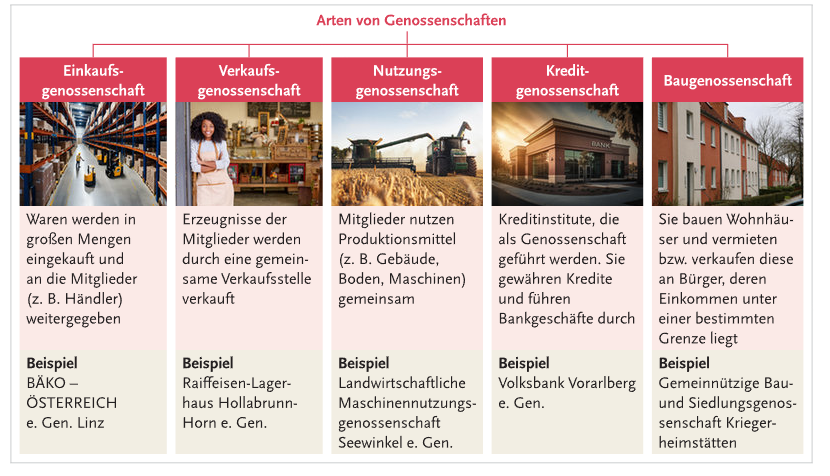 Arten von Genossenschaften
Einkaufs-
genossenschaft
Waren werden in
großen Mengen
eingekauft und
an die Mitglieder
(z. B. Händler)
weitergegeben
Beispiel
BÄKO –
ÖSTERREICH
e. Gen. Linz
Verkaufs-
genossenschaft
Erzeugnisse der
Mitglieder werden
durch eine gemein-
same Verkaufsstelle
verkauft
Beispiel
Raiffeisen-Lager-
haus Hollabrunn-
Horn e. Gen.
Nutzungs-
genossenschaft
Mitglieder nutzen
Produktionsmittel
(z. B. Gebäude,
Boden, Maschinen)
gemeinsam
Beispiel
Landwirtschaftliche
Maschinennutzungs-
genossenschaft
Seewinkel e. Gen.
Kredit-
genossenschaft
BANK
Kreditinstitute, die
als Genossenschaft
geführt werden. Sie
gewähren Kredite
und führen
Bankgeschäfte durch
Beispiel
Volksbank Vorarlberg
e. Gen.
Baugenossenschaft
Sie bauen Wohnhäu-
ser und vermieten
bzw. verkaufen diese
an Bürger, deren
Einkommen unter
einer bestimmten
Grenze liegt
Beispiel
Gemeinnützige Bau-
und Siedlungsgenos-
senschaft Krieger-
heimstätten